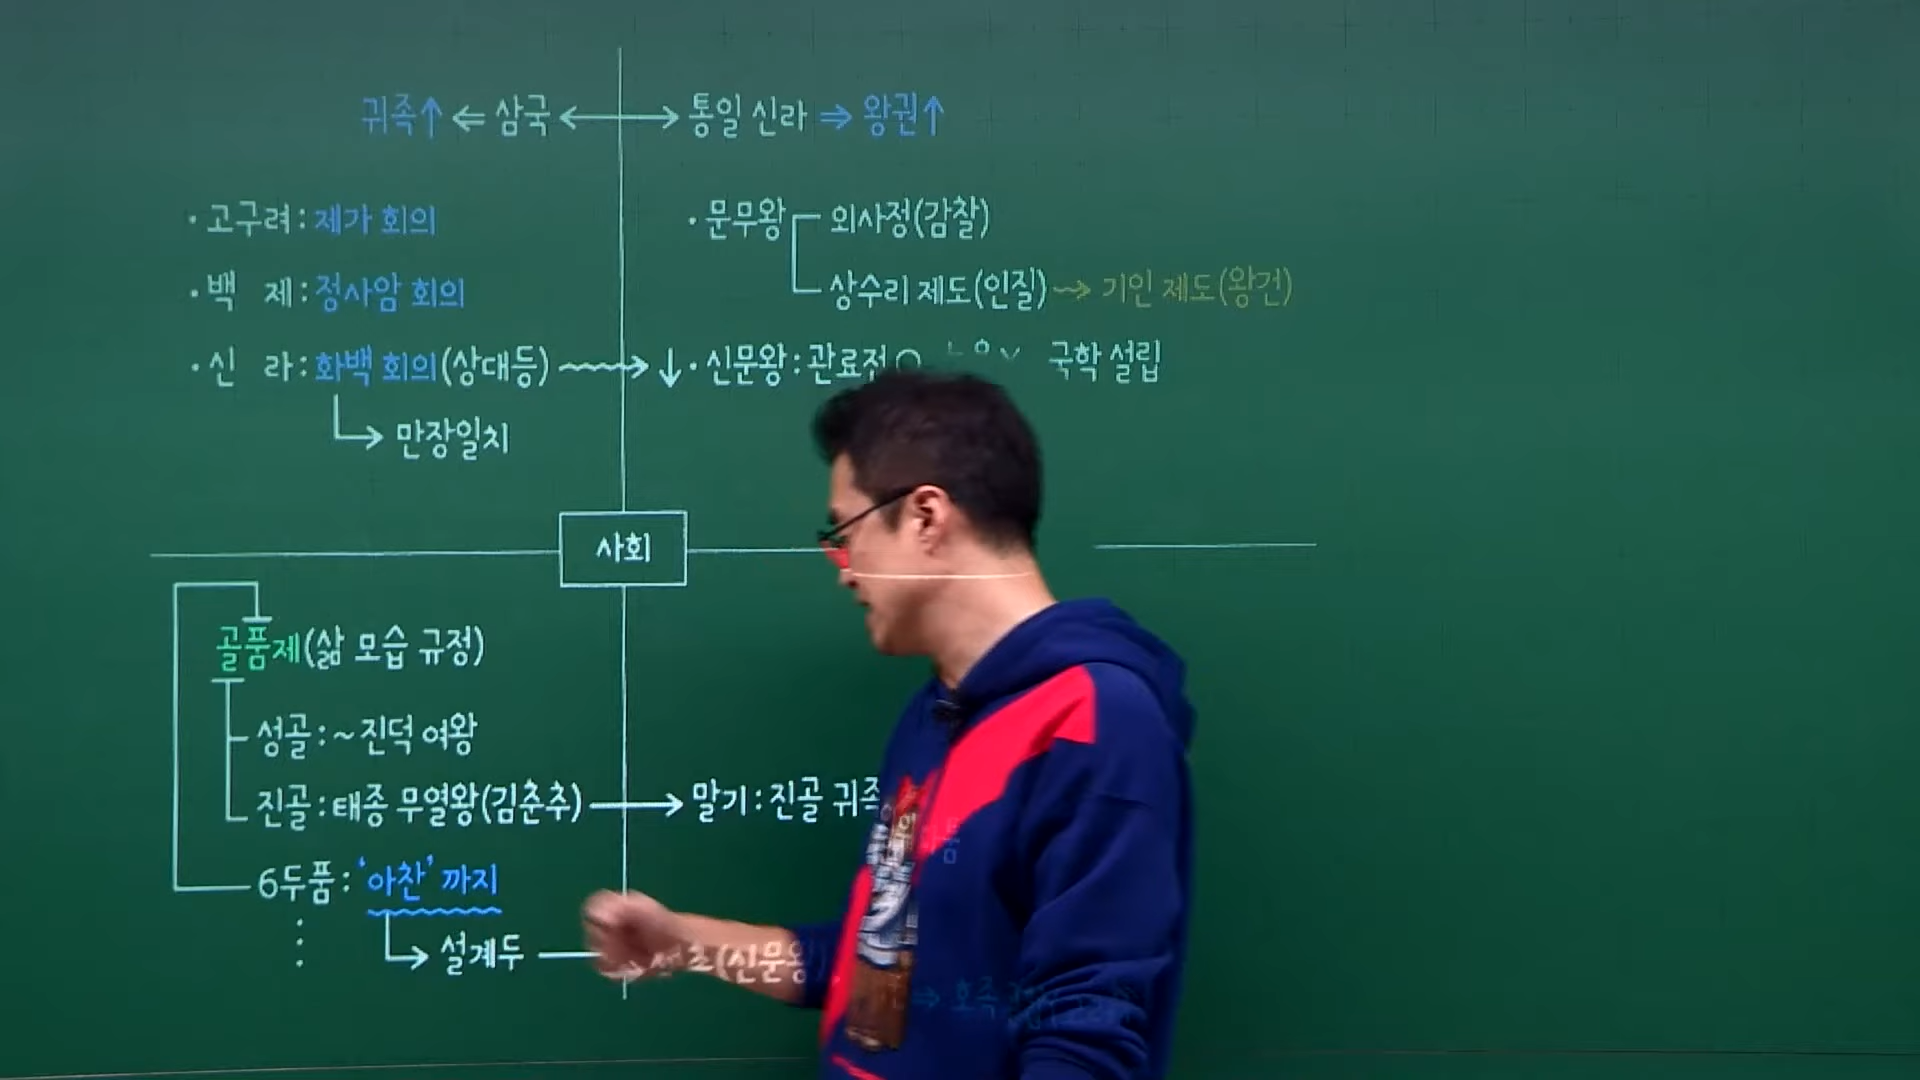 귀족↑ ⇐ 삼국 ↔ 통일 신라 ⇒ 왕권↑
· 고구려 : 제가 회의
· 백 제 : 정사암 회의
· 신 라 : 화백 회의(상대등)
만장일치
· 문무왕
외사정(감찰)
상수리 제도(인질) → 기인 제도(왕건)
↓ · 신문왕 : 관료전 국학 설립
사회
골품제(삶 모습 규정)
성골 : ~ 진덕 여왕
진골 : 태종 무열왕(김춘추) → 말기 : 진골 귀족
6두품 : '아찬' 까지
설계두
(신문왕)
⇒ 호족